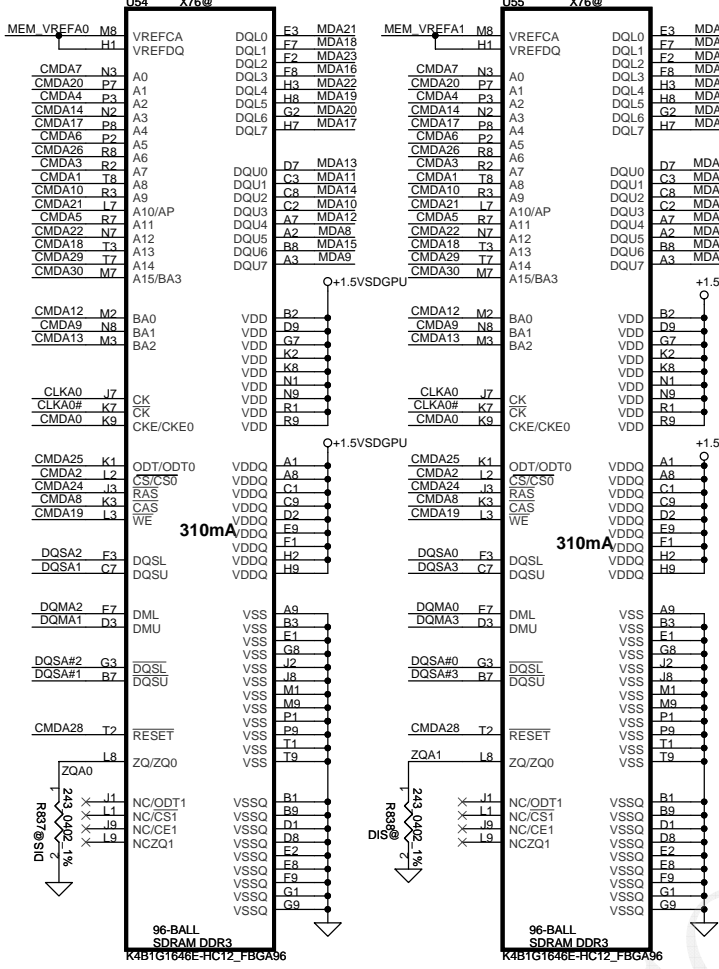 U54 X76@
MEM_VREFA0 M8 VREFCA DQL0 E3 MDA21
H1 VREFDQ DQL1 F7 MDA18
DQL2 F2 MDA23
CMDA7 N3 A0 DQL3 F8 MDA16
CMDA20 P7 A1 DQL4 H3 MDA22
CMDA4 P3 A2 DQL5 H8 MDA19
CMDA14 N2 A3 DQL6 G2 MDA20
CMDA17 P8 A4 DQL7 H7 MDA17
CMDA6 P2 A5
CMDA26 R8 A6
CMDA3 R2 A7 DQU0 D7 MDA13
CMDA1 T8 A8 DQU1 C3 MDA11
CMDA10 R3 A9 DQU2 C8 MDA14
CMDA21 L7 A10/AP DQU3 C2 MDA10
CMDA5 R7 A11 DQU4 A7 MDA12
CMDA22 N7 A12 DQU5 A2 MDA8
CMDA18 T3 A13 DQU6 B8 MDA15
CMDA29 T7 A14 DQU7 A3 MDA9
CMDA30 M7 A15/BA3
+1.5VSDGPU
CMDA12 M2 BA0 VDD B2
CMDA9 N8 BA1 VDD D9
CMDA13 M3 BA2 VDD G7
VDD K2
VDD K8
VDD N1
CLKA0 J7 CK VDD N9
CLKA0# K7 CK VDD R1
CMDA0 K9 CKE/CKE0 VDD R9
+1.5VSDGPU
CMDA25 K1 ODT/ODT0 VDDQ A1
CMDA2 L2 CS/CS0 VDDQ A8
CMDA24 J3 RAS VDDQ C1
CMDA8 K3 CAS VDDQ C9
CMDA19 L3 WE VDDQ D2
310mA VDDQ E9
VDDQ F1
DQSA2 F3 DQSL VDDQ H2
DQSA1 C7 DQSU VDDQ H9
DQMA2 E7 DML VSS A9
DQMA1 D3 DMU VSS B3
VSS E1
VSS G8
DQSA#2 G3 DQSL VSS J2
DQSA#1 B7 DQSU VSS J8
VSS M1
VSS M9
VSS P1
CMDA28 T2 RESET VSS P9
VSS T1
ZQA0 L8 ZQ/ZQ0 VSS T9
J1 NC/ODT1 VSSQ B1
L1 NC/CS1 VSSQ B9
J9 NC/CE1 VSSQ D1
L9 NCZQ1 VSSQ D8
VSSQ E2
VSSQ E8
VSSQ F9
VSSQ G1
VSSQ G9
1
2
243_0402_1%
R837
DIS@
96-BALL
SDRAM DDR3
K4B1G1646E-HC12_FBGA96
U55 X76@
MEM_VREFA1 M8 VREFCA DQL0 E3 MDA
H1 VREFDQ DQL1 F7 MDA
DQL2 F2 MDA
CMDA7 N3 A0 DQL3 F8 MDA
CMDA20 P7 A1 DQL4 H3 MDA
CMDA4 P3 A2 DQL5 H8 MDA
CMDA14 N2 A3 DQL6 G2 MDA
CMDA17 P8 A4 DQL7 H7 MDA
CMDA6 P2 A5
CMDA26 R8 A6
CMDA3 R2 A7 DQU0 D7 MDA
CMDA1 T8 A8 DQU1 C3 MDA
CMDA10 R3 A9 DQU2 C8 MDA
CMDA21 L7 A10/AP DQU3 C2 MDA
CMDA5 R7 A11 DQU4 A7 MDA
CMDA22 N7 A12 DQU5 A2 MDA
CMDA18 T3 A13 DQU6 B8 MDA
CMDA29 T7 A14 DQU7 A3 MDA
CMDA30 M7 A15/BA3
+1.5
CMDA12 M2 BA0 VDD B2
CMDA9 N8 BA1 VDD D9
CMDA13 M3 BA2 VDD G7
VDD K2
VDD K8
VDD N1
CLKA0 J7 CK VDD N9
CLKA0# K7 CK VDD R1
CMDA0 K9 CKE/CKE0 VDD R9
+1.5
CMDA25 K1 ODT/ODT0 VDDQ A1
CMDA2 L2 CS/CS0 VDDQ A8
CMDA24 J3 RAS VDDQ C1
CMDA8 K3 CAS VDDQ C9
CMDA19 L3 WE VDDQ D2
310mA VDDQ E9
VDDQ F1
DQSA0 F3 DQSL VDDQ H2
DQSA3 C7 DQSU VDDQ H9
DQMA0 E7 DML VSS A9
DQMA3 D3 DMU VSS B3
VSS E1
VSS G8
DQSA#0 G3 DQSL VSS J2
DQSA#3 B7 DQSU VSS J8
VSS M1
VSS M9
VSS P1
CMDA28 T2 RESET VSS P9
VSS T1
ZQA1 L8 ZQ/ZQ0 VSS T9
J1 NC/ODT1 VSSQ B1
L1 NC/CS1 VSSQ B9
J9 NC/CE1 VSSQ D1
L9 NCZQ1 VSSQ D8
VSSQ E2
VSSQ E8
VSSQ F9
VSSQ G1
VSSQ G9
1
2
243_0402_1%
R838
DIS@
96-BALL
SDRAM DDR3
K4B1G1646E-HC12_FBGA96